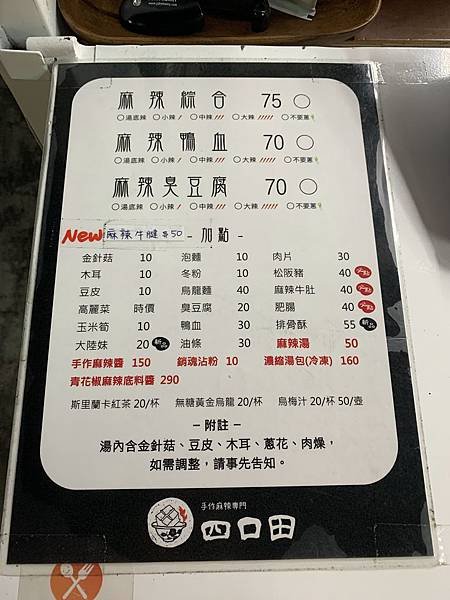 麻辣綜合 75
湯底辣 小辣 中辣 大辣 不要蔥
麻辣鴨血 70
湯底辣 小辣 中辣 大辣 不要蔥
麻辣臭豆腐 70
湯底辣 小辣 中辣 大辣 不要蔥
New 麻辣牛腱 $50 - 加點 -
金針菇 10 泡麵 10 肉片 30
木耳 10 冬粉 10 松阪豬 40
豆皮 10 烏龍麵 40 麻辣牛肚 40
高麗菜 時價 臭豆腐 20 肥腸 40
玉米筍 10 鴨血 30 排骨酥 55 新品
大陸妹 20 新品 油條 30 麻辣湯 50
手作麻辣醬 150 銷魂沾粉 10 濃縮湯包(冷凍) 160
青花椒麻辣底料醬 290
斯里蘭卡紅茶 20/杯 無糖黃金烏龍 20/杯 烏梅汁 20/杯 50/壺
– 附註 –
湯內含金針菇、豆皮、木耳、蔥花、肉燥，
如需調整，請事先告知。
手作麻辣專門
四口田